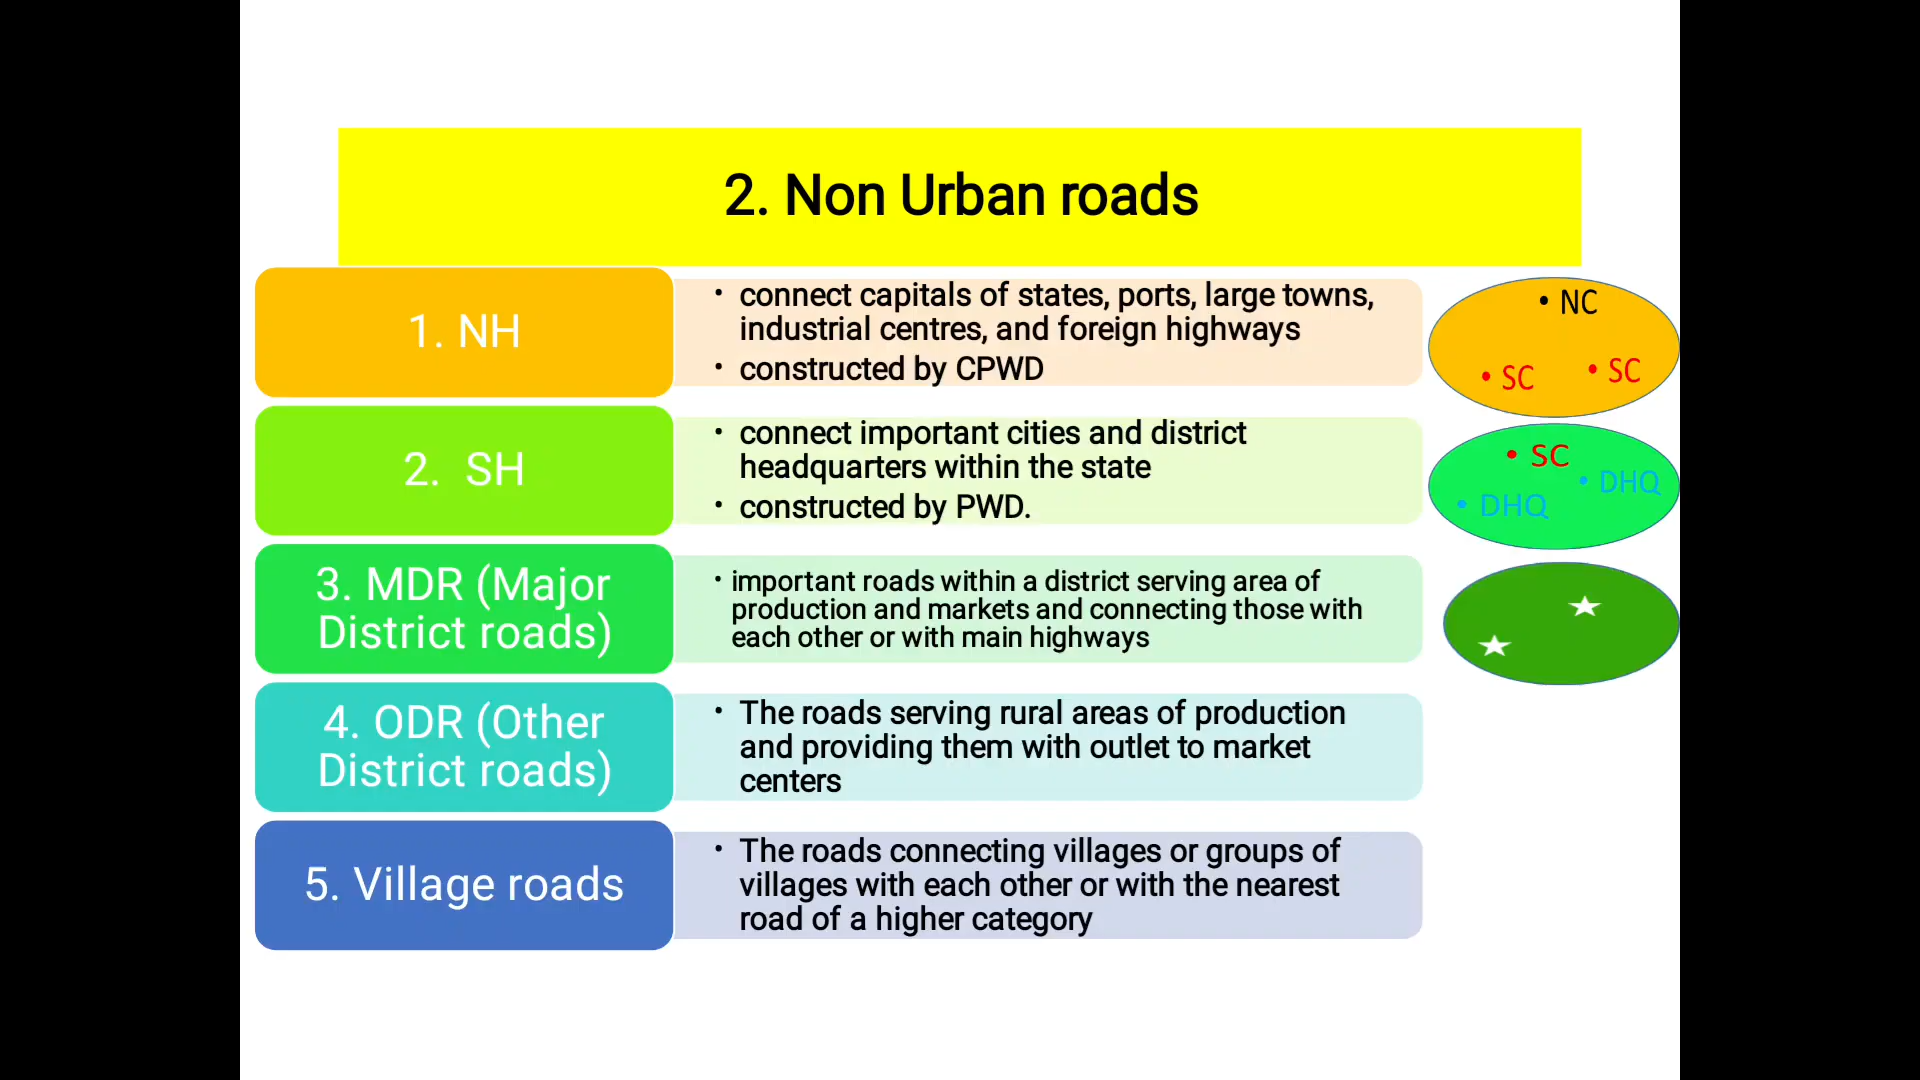 2. Non Urban roads
1. NH
• connect capitals of states, ports, large towns,
industrial centres, and foreign highways
• constructed by CPWD
• NC
• SC
• SC
2. SH
• connect important cities and district
headquarters within the state
• constructed by PWD.
• SC
• DHQ
• DHQ
3. MDR (Major
District roads)
• important roads within a district serving area of
production and markets and connecting those with
each other or with main highways
4. ODR (Other
District roads)
• The roads serving rural areas of production
and providing them with outlet to market
centers
5. Village roads
• The roads connecting villages or groups of
villages with each other or with the nearest
road of a higher category